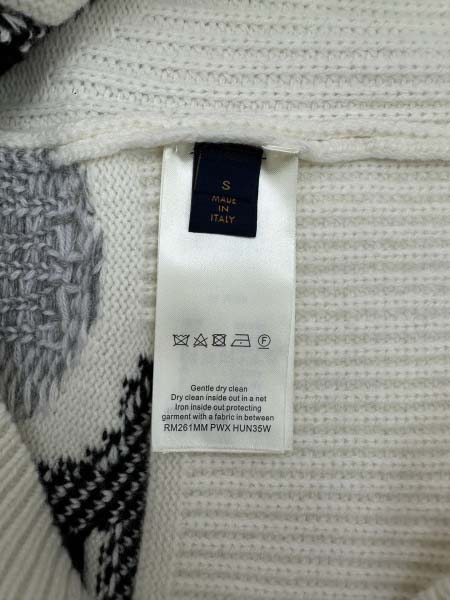 S
MADE
IN
ITALY
F
Gentle dry clean
Dry clean inside out in a net
Iron inside out protecting
garment with a fabric in between
RM261MM PWX HUN35W